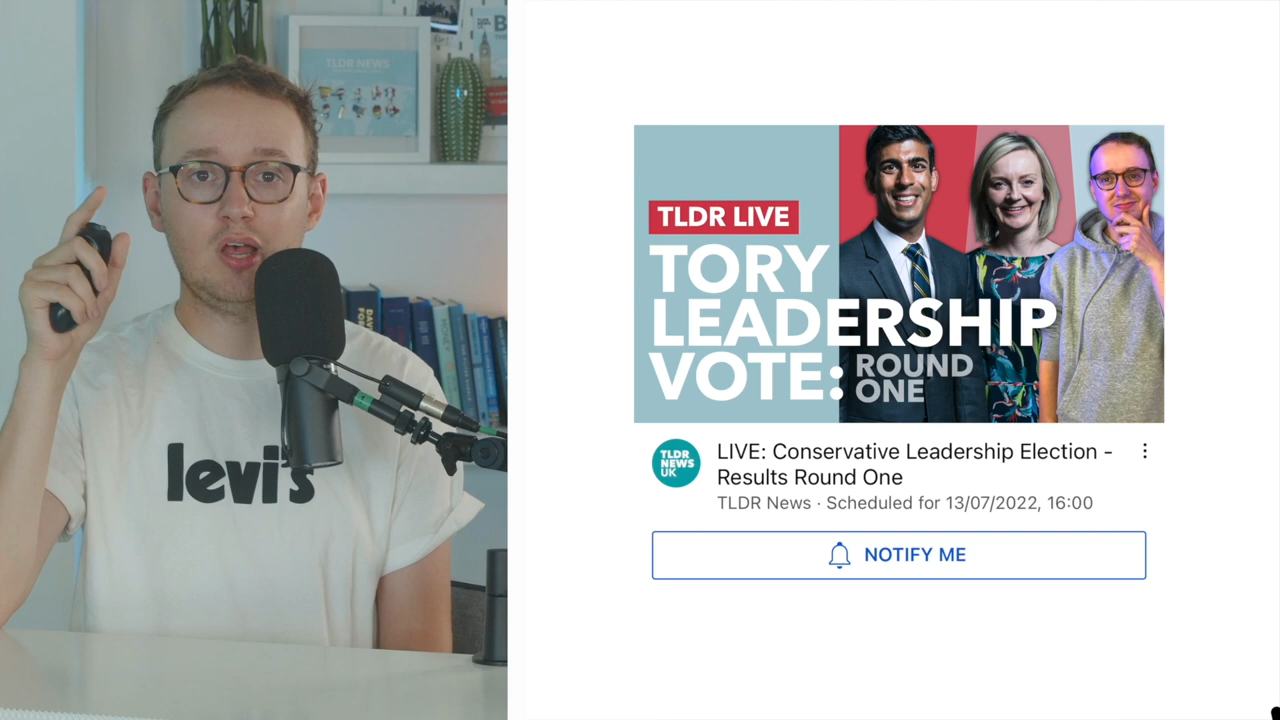 TLDR NEWS
levi's
TLDR LIVE
TORY
LEADERSHIP
VOTE: ROUND
ONE
TLDR
NEWS
UK
LIVE: Conservative Leadership Election -
Results Round One
TLDR News · Scheduled for 13/07/2022, 16:00
NOTIFY ME